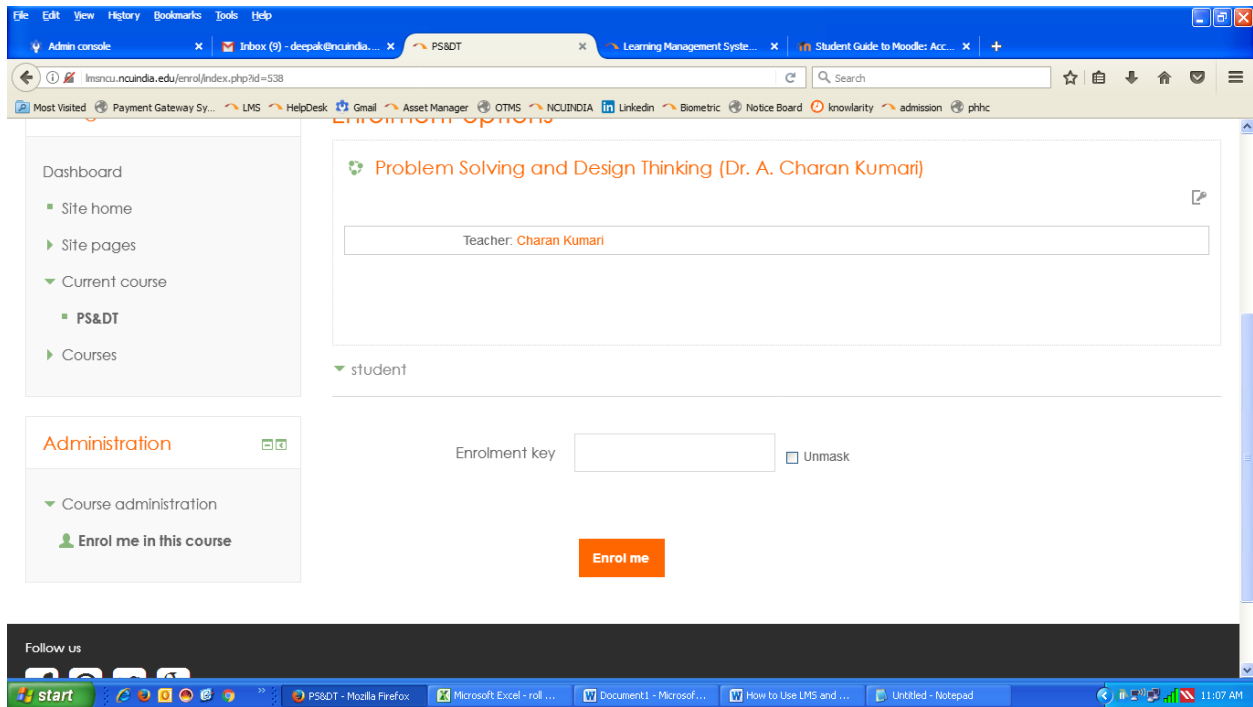 File Edit View History Bookmarks Tools Help
Admin console
Inbox (9) - deepak@ncuindia....
PS&DT
Learning Management Syste...
Student Guide to Moodle: Acc...
lmsncu.ncuindia.edu/enrol/index.php?id=538
Search
Most Visited Payment Gateway Sy... LMS HelpDesk Gmail Asset Manager OTMS NCUINDIA Linkedin Biometric Notice Board knowlarity admission phhc
Enrolment options
Dashboard
Site home
Site pages
Current course
PS&DT
Courses
Problem Solving and Design Thinking (Dr. A. Charan Kumari)
Teacher: Charan Kumari
student
Administration
Course administration
Enrol me in this course
Enrolment key
Unmask
Enrol me
Follow us
start
PS&DT - Mozilla Firefox
Microsoft Excel - roll ...
Document1 - Microsof...
How to Use LMS and ...
Untitled - Notepad
11:07 AM